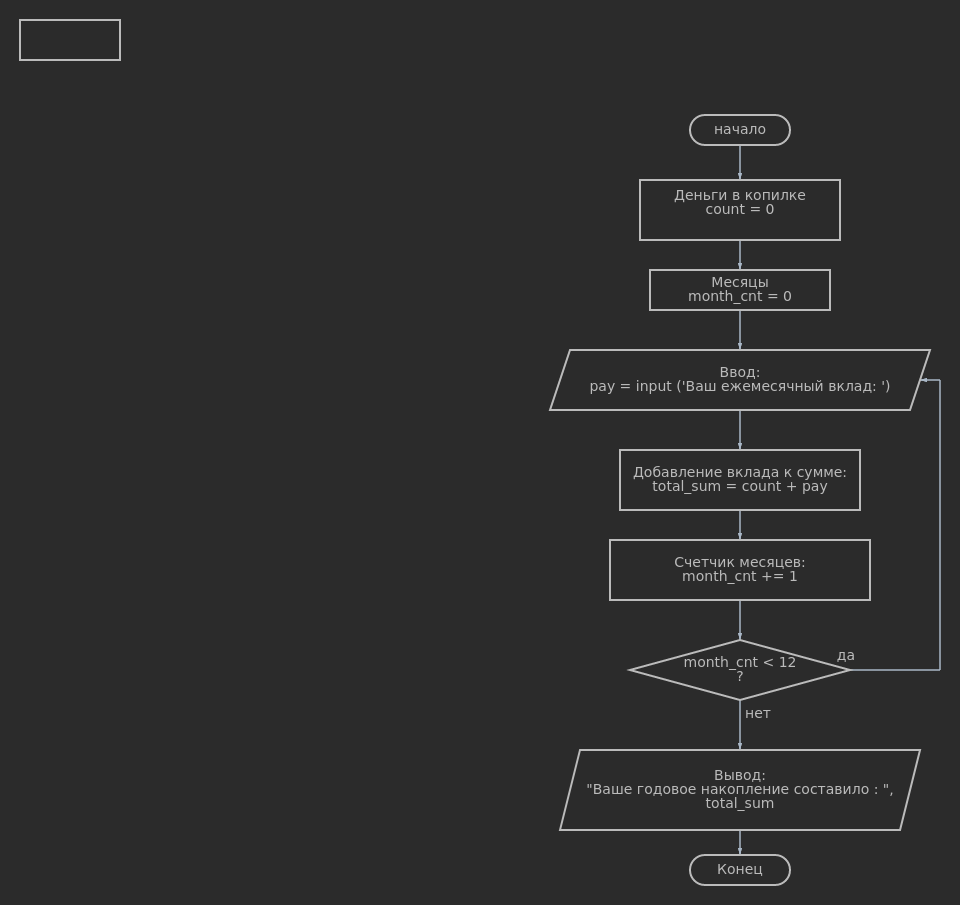 начало
Деньги в копилке
count = 0
Месяцы
month_cnt = 0
Ввод:
pay = input ('Ваш ежемесячный вклад: ')
Добавление вклада к сумме:
total_sum = count + pay
Счетчик месяцев:
month_cnt += 1
month_cnt < 12
?
да
нет
Вывод:
"Ваше годовое накопление составило : ",
total_sum
Конец